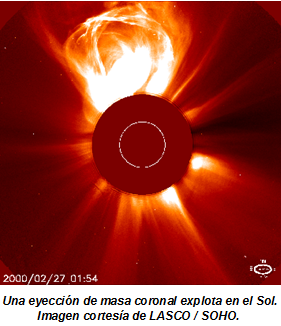 2000/02/27 01:54
Una eyección de masa coronal explota en el Sol.
Imagen cortesía de LASCO / SOHO.